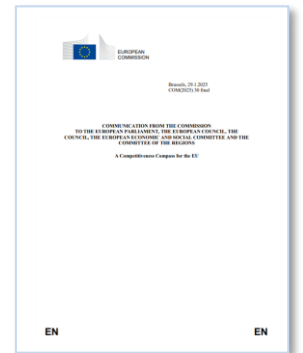 EUROPEAN
COMMISSION
Brussels, 29.1.2025
COM(2025) 30 final
COMMUNICATION FROM THE COMMISSION
TO THE EUROPEAN PARLIAMENT, THE EUROPEAN COUNCIL, THE
COUNCIL, THE EUROPEAN ECONOMIC AND SOCIAL COMMITTEE AND THE
COMMITTEE OF THE REGIONS
A Competitiveness Compass for the EU
EN EN